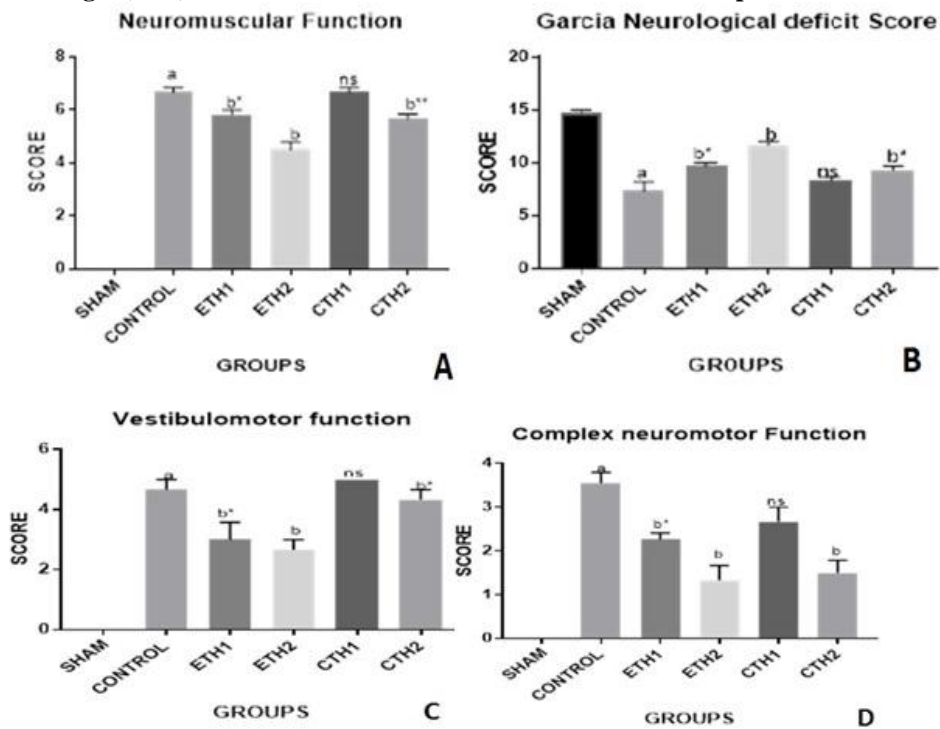 Neuromuscular Function
8
6
4
2
0
SCORE
a
b*
b
ns
b**
SHAM
CONTROL
ETH1
ETH2
CTH1
CTH2
GROUPS
A
Garcia Neurological deficit Score
20
15
10
5
0
SCORE
a
b*
b
ns
b*
SHAM
CONTROL
ETH1
ETH2
CTH1
CTH2
GR0UPS
B
Vestibulomotor function
6
4
2
0
SCORE
a
b*
b
ns
b*
SHAM
CONTROL
ETH1
ETH2
CTH1
CTH2
GROUPS
C
Complex neuromotor Function
4
3
2
1
0
SCORE
a
b*
b
ns
b
SHAM
CONTROL
ETH1
ETH2
CTH1
CTH2
GROUPS
D